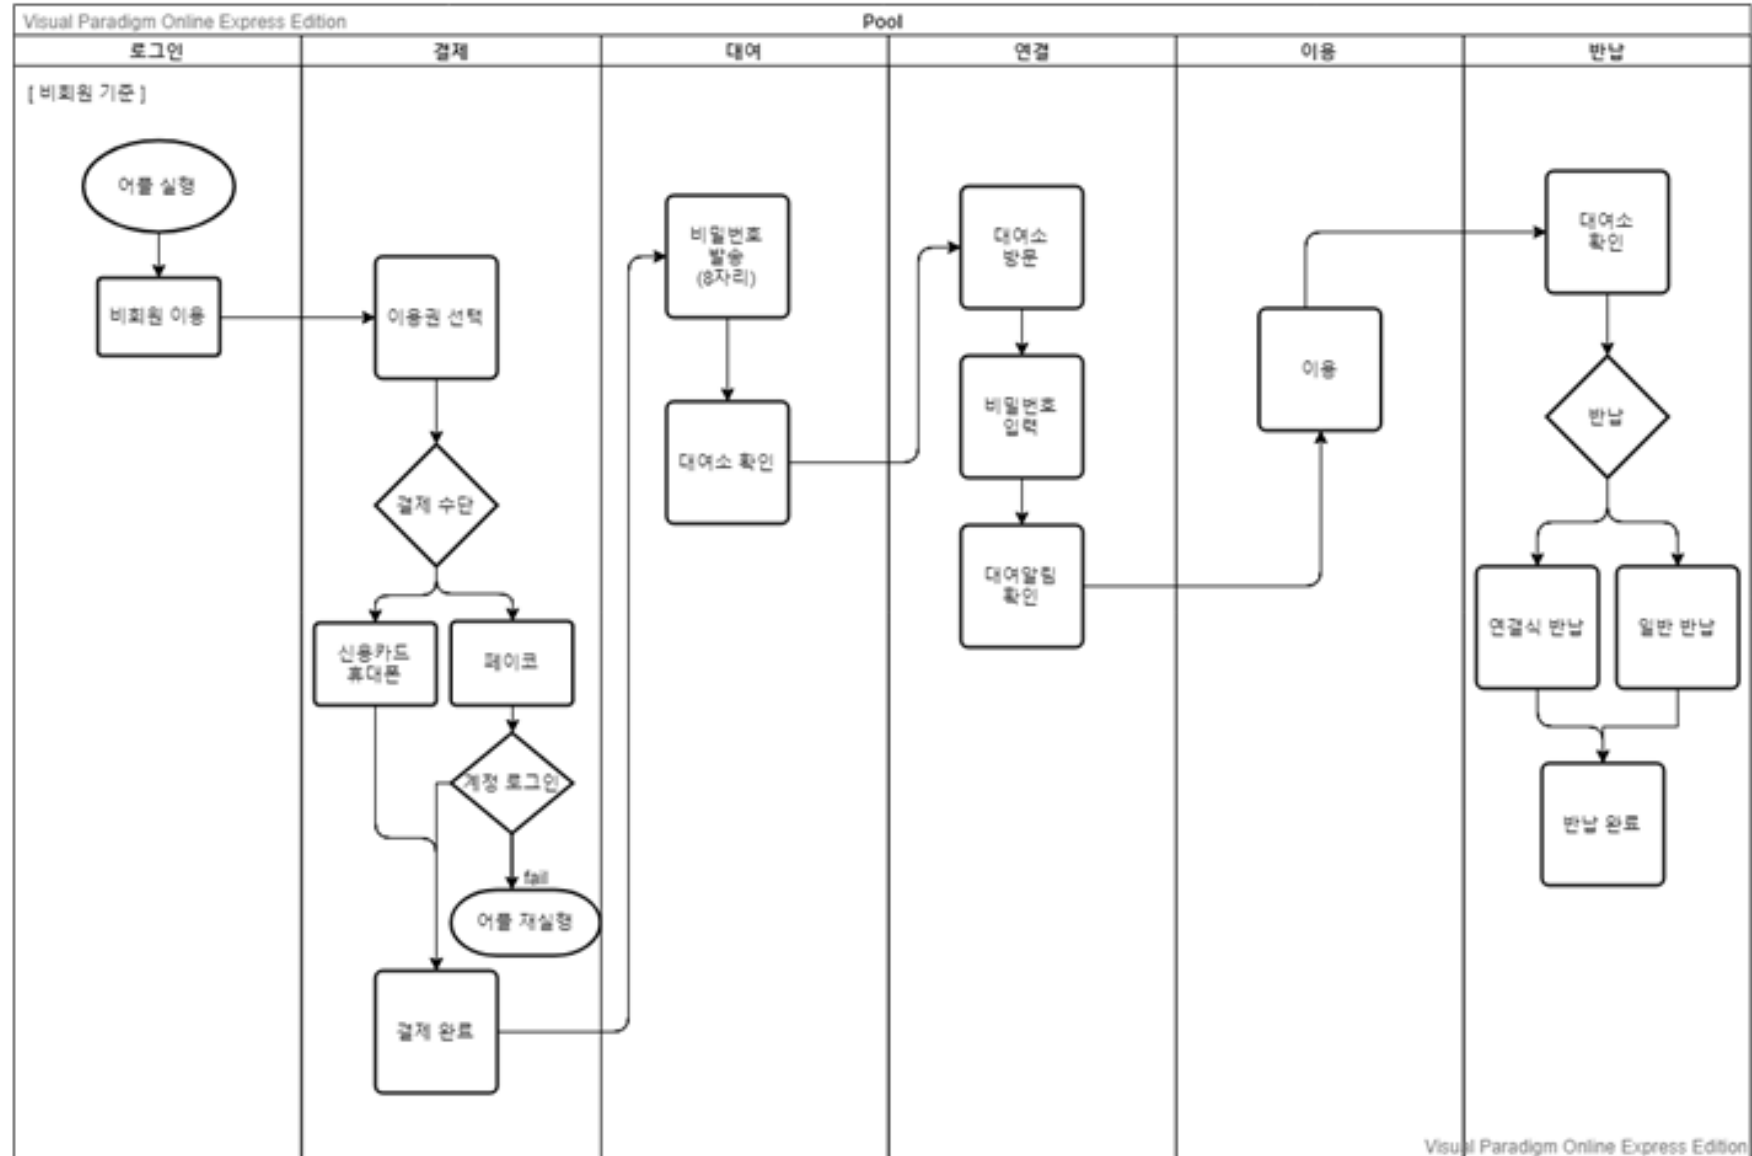 Visual Paradigm Online Express Edition
Pool
로그인
결제
대여
연결
이용
반납
[ 비회원 기준 ]
어플 실행
비회원 이용
이용권 선택
결제 수단
신용카드
휴대폰
페이코
계정 로그인
fail
어플 재실행
결제 완료
비밀번호
발송
(8자리)
대여소 확인
대여소
방문
비밀번호
입력
대여알림
확인
이용
대여소
확인
반납
연결식 반납
일반 반납
반납 완료
Visual Paradigm Online Express Edition